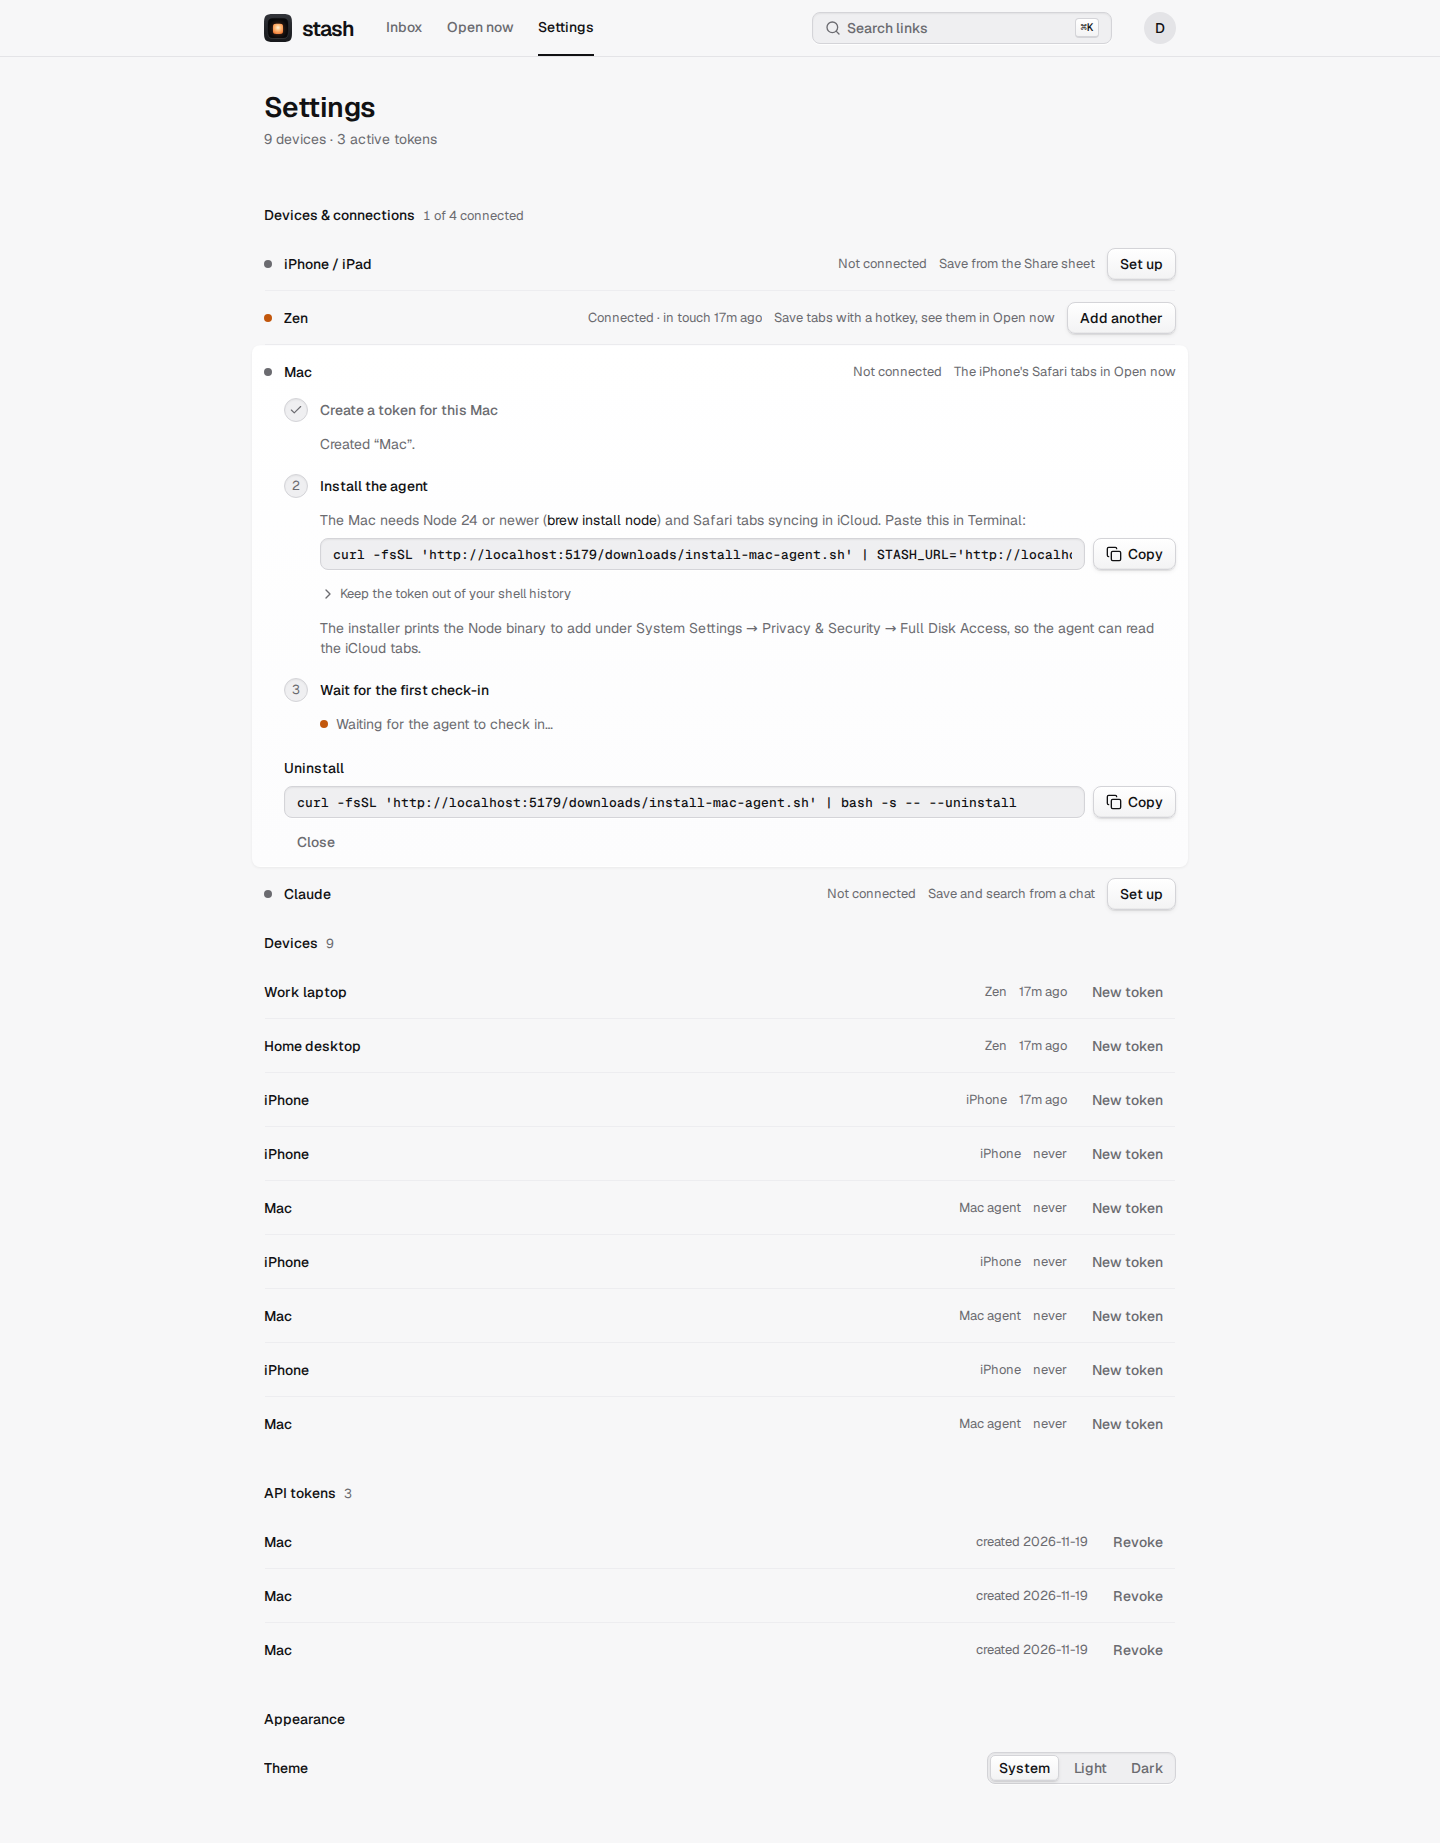 stash Inbox Open now Settings Search links ⌘K D
Settings
9 devices · 3 active tokens
Devices & connections 1 of 4 connected
iPhone / iPad Not connected Save from the Share sheet Set up
Zen Connected · in touch 17m ago Save tabs with a hotkey, see them in Open now Add another
Mac Not connected The iPhone's Safari tabs in Open now
Create a token for this Mac
Created “Mac”.
2 Install the agent
The Mac needs Node 24 or newer (brew install node) and Safari tabs syncing in iCloud. Paste this in Terminal:
curl -fsSL 'http://localhost:5179/downloads/install-mac-agent.sh' | STASH_URL='http://localho Copy
Keep the token out of your shell history
The installer prints the Node binary to add under System Settings → Privacy & Security → Full Disk Access, so the agent can read
the iCloud tabs.
3 Wait for the first check-in
Waiting for the agent to check in…
Uninstall
curl -fsSL 'http://localhost:5179/downloads/install-mac-agent.sh' | bash -s -- --uninstall Copy
Close
Claude Not connected Save and search from a chat Set up
Devices 9
Work laptop Zen 17m ago New token
Home desktop Zen 17m ago New token
iPhone iPhone 17m ago New token
iPhone iPhone never New token
Mac Mac agent never New token
iPhone iPhone never New token
Mac Mac agent never New token
iPhone iPhone never New token
Mac Mac agent never New token
API tokens 3
Mac created 2026-11-19 Revoke
Mac created 2026-11-19 Revoke
Mac created 2026-11-19 Revoke
Appearance
Theme System Light Dark